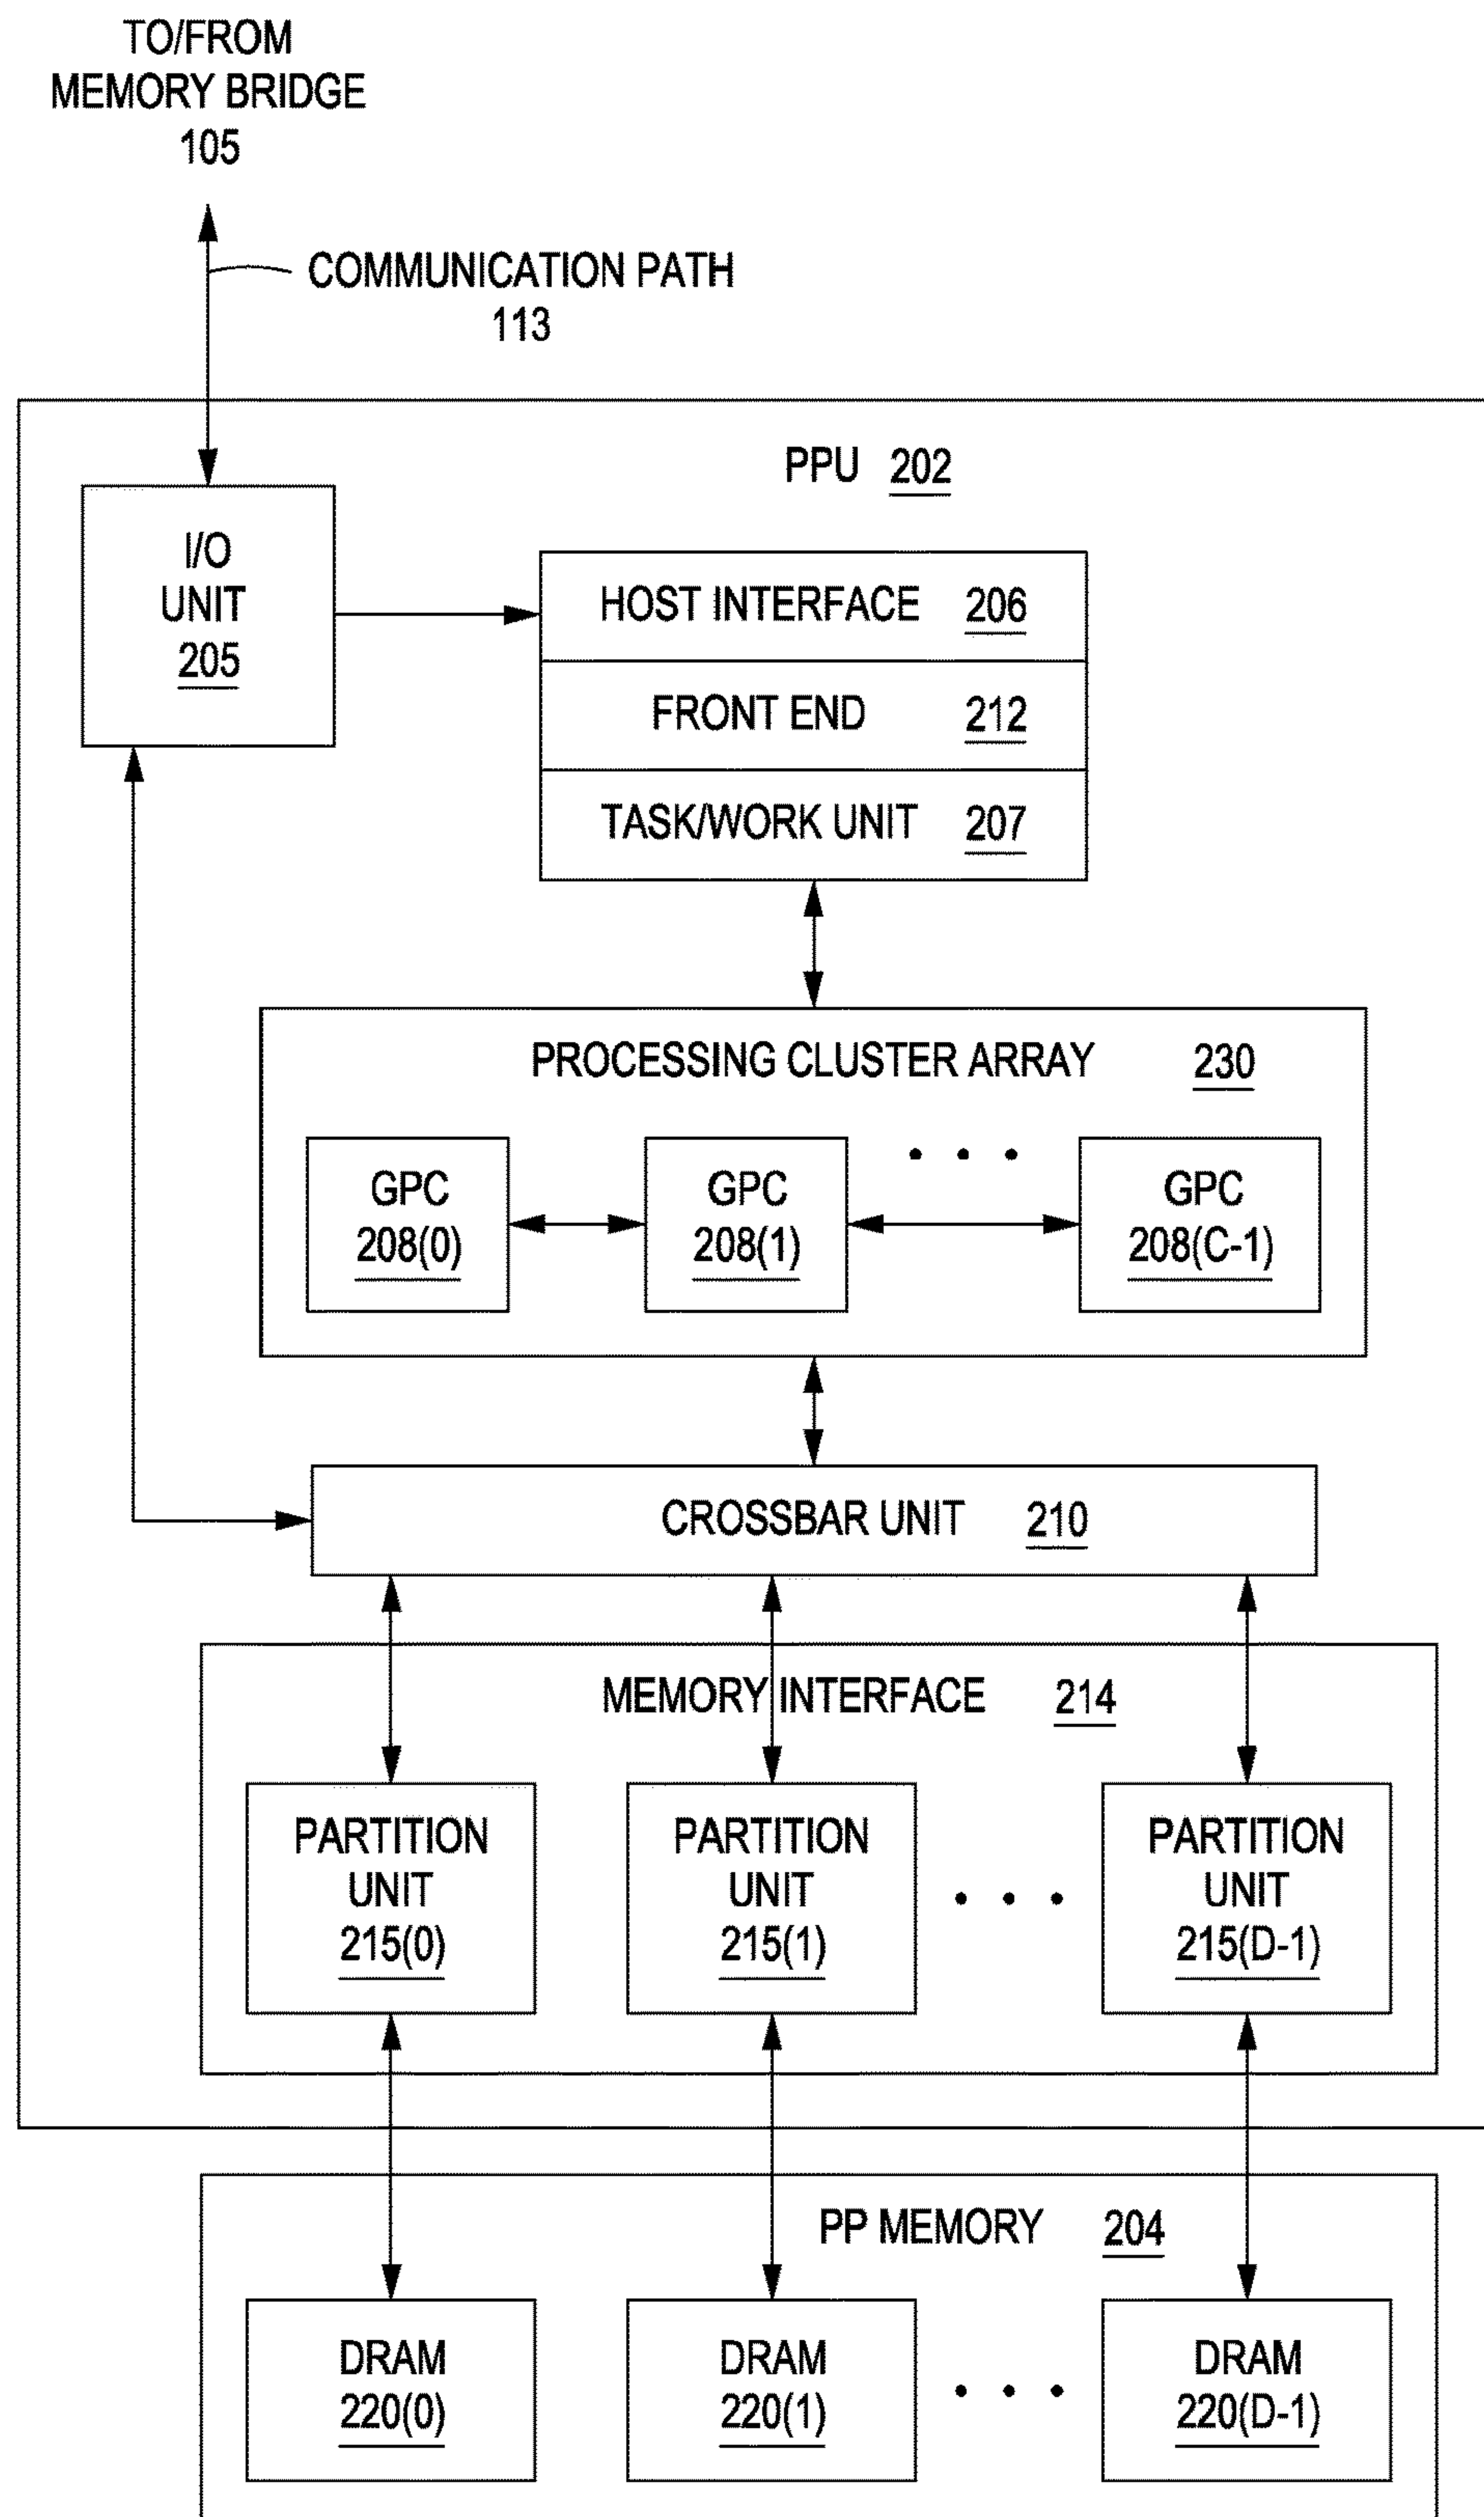 TO/FROM
MEMORY BRIDGE
105
COMMUNICATION PATH
113
PPU 202
I/O
UNIT
205
HOST INTERFACE 206
FRONT END 212
TASK/WORK UNIT 207
PROCESSING CLUSTER ARRAY 230
GPC
208(0)
GPC
208(1)
• • •
GPC
208(C-1)
CROSSBAR UNIT 210
MEMORY INTERFACE 214
PARTITION
UNIT
215(0)
PARTITION
UNIT
215(1)
• • •
PARTITION
UNIT
215(D-1)
PP MEMORY 204
DRAM
220(0)
DRAM
220(1)
• • •
DRAM
220(D-1)